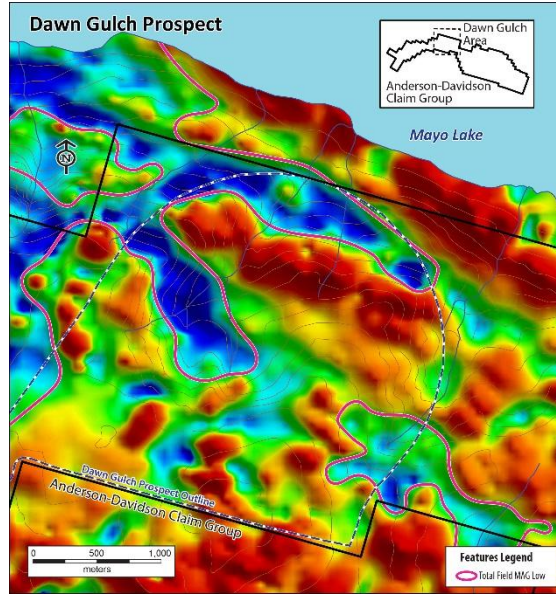 Dawn Gulch Prospect
Dawn Gulch
Area
Anderson-Davidson
Claim Group
Mayo Lake
N
Dawn Gulch Prospect Outline
Anderson-Davidson Claim Group
0 500 1,000
meters
Features Legend
Total Field MAG Low